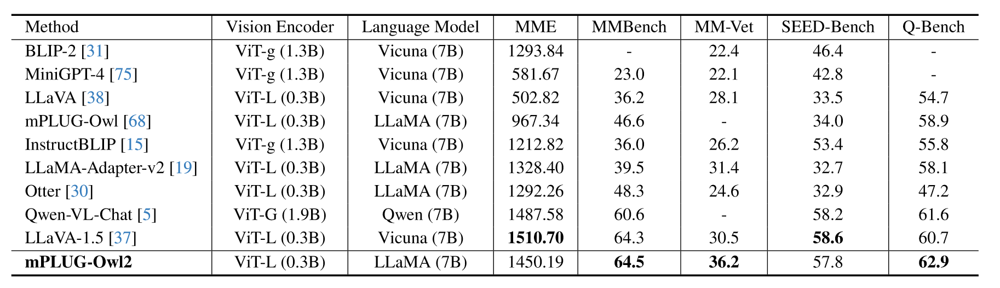 Method Vision Encoder Language Model MME MMBench MM-Vet SEED-Bench Q-Bench
BLIP-2 [31] ViT-g (1.3B) Vicuna (7B) 1293.84 - 22.4 46.4 -
MiniGPT-4 [75] ViT-g (1.3B) Vicuna (7B) 581.67 23.0 22.1 42.8 -
LLaVA [38] ViT-L (0.3B) Vicuna (7B) 502.82 36.2 28.1 33.5 54.7
mPLUG-Owl [68] ViT-L (0.3B) LLaMA (7B) 967.34 46.6 - 34.0 58.9
InstructBLIP [15] ViT-g (1.3B) Vicuna (7B) 1212.82 36.0 26.2 53.4 55.8
LLaMA-Adapter-v2 [19] ViT-L (0.3B) LLaMA (7B) 1328.40 39.5 31.4 32.7 58.1
Otter [30] ViT-L (0.3B) LLaMA (7B) 1292.26 48.3 24.6 32.9 47.2
Qwen-VL-Chat [5] ViT-G (1.9B) Qwen (7B) 1487.58 60.6 - 58.2 61.6
LLaVA-1.5 [37] ViT-L (0.3B) Vicuna (7B) 1510.70 64.3 30.5 58.6 60.7
mPLUG-Owl2 ViT-L (0.3B) LLaMA (7B) 1450.19 64.5 36.2 57.8 62.9